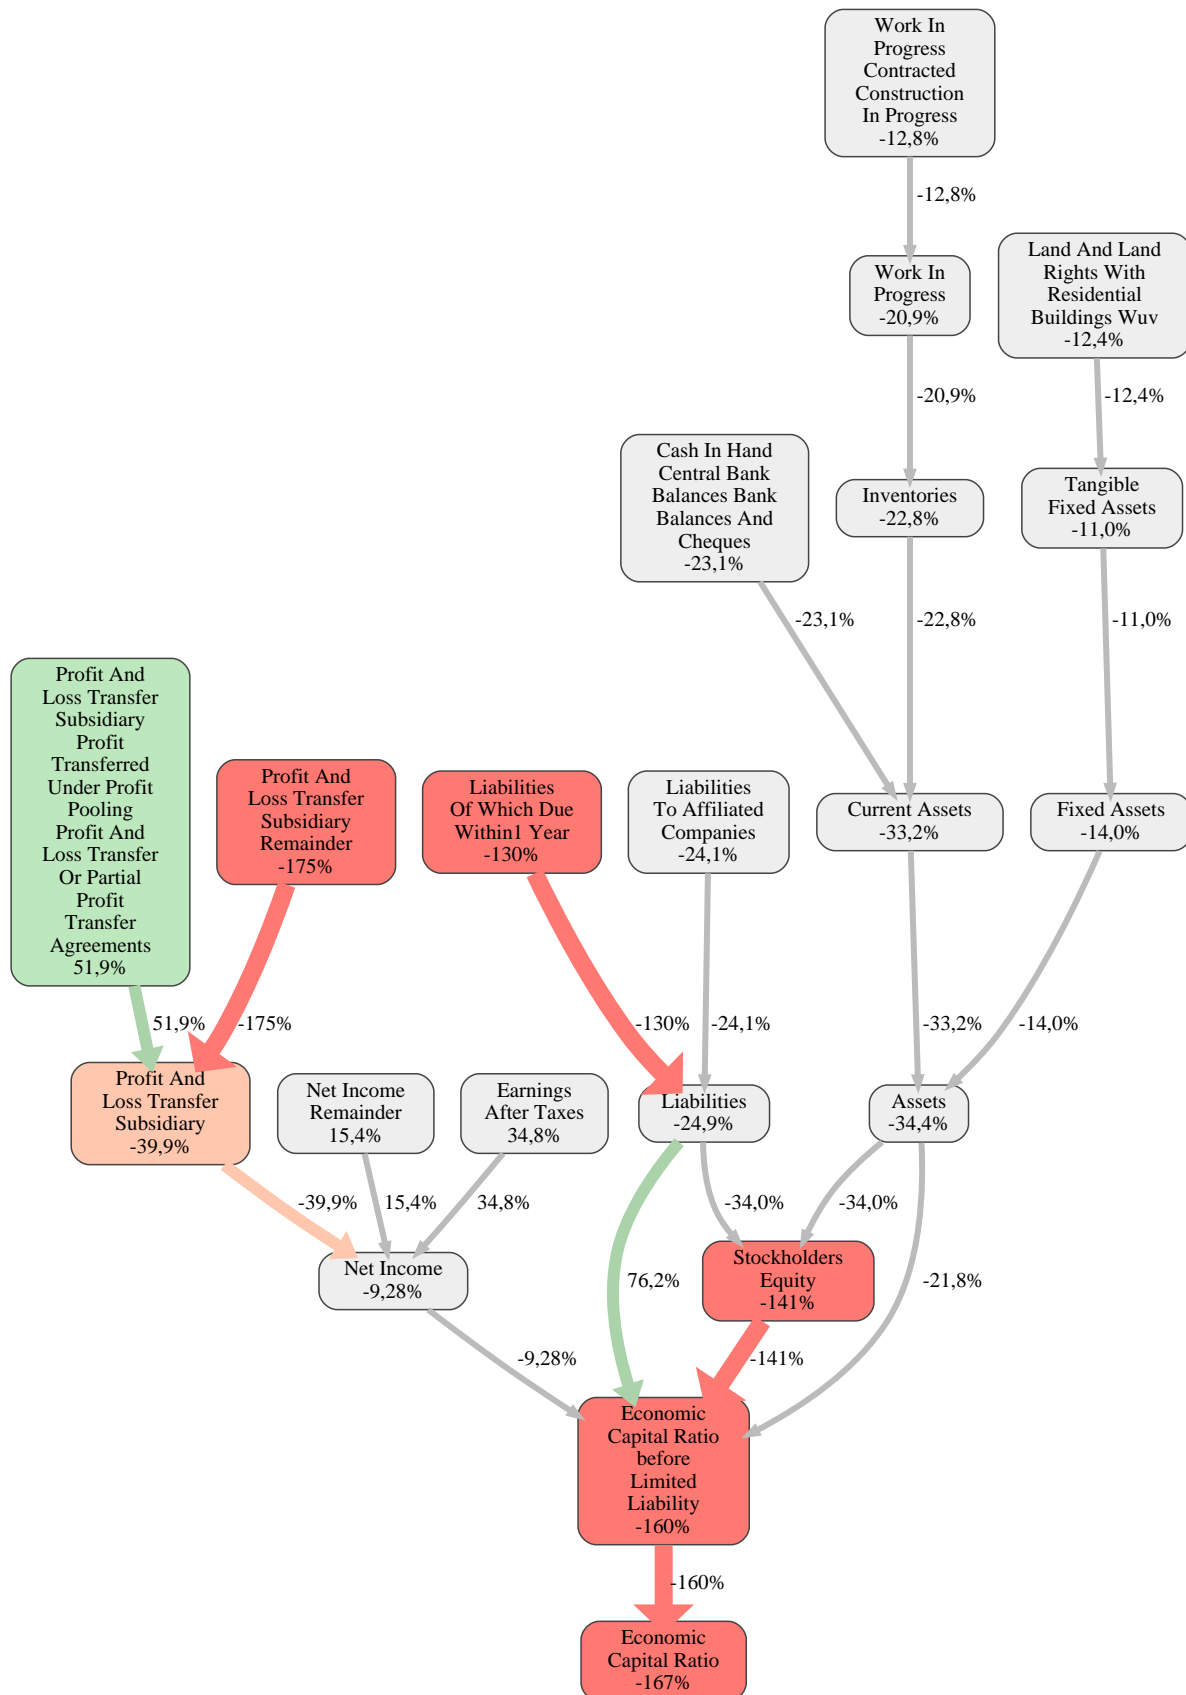 Work In
Progress
Contracted
Construction
In Progress
-12,8%
-12,8%
Work In
Progress
-20,9%
Land And Land
Rights With
Residential
Buildings Wuv
-12,4%
-20,9%
-12,4%
Cash In Hand
Central Bank
Balances Bank
Balances And
Cheques
-23,1%
Inventories
-22,8%
Tangible
Fixed Assets
-11,0%
-23,1%
-22,8%
-11,0%
Profit And
Loss Transfer
Subsidiary
Profit
Transferred
Under Profit
Pooling
Profit And
Loss Transfer
Or Partial
Profit
Transfer
Agreements
51,9%
Profit And
Loss Transfer
Subsidiary
Remainder
-175%
Liabilities
Of Which Due
Within1 Year
-130%
Liabilities
To Affiliated
Companies
-24,1%
Current Assets
-33,2%
Fixed Assets
-14,0%
51,9%
-175%
-130%
-24,1%
-33,2%
-14,0%
Profit And
Loss Transfer
Subsidiary
-39,9%
Net Income
Remainder
15,4%
Earnings
After Taxes
34,8%
Liabilities
-24,9%
Assets
-34,4%
-39,9%
15,4%
34,8%
-34,0%
-34,0%
Net Income
-9,28%
76,2%
Stockholders
Equity
-141%
-21,8%
-9,28%
-141%
Economic
Capital Ratio
before
Limited
Liability
-160%
-160%
Economic
Capital Ratio
-167%